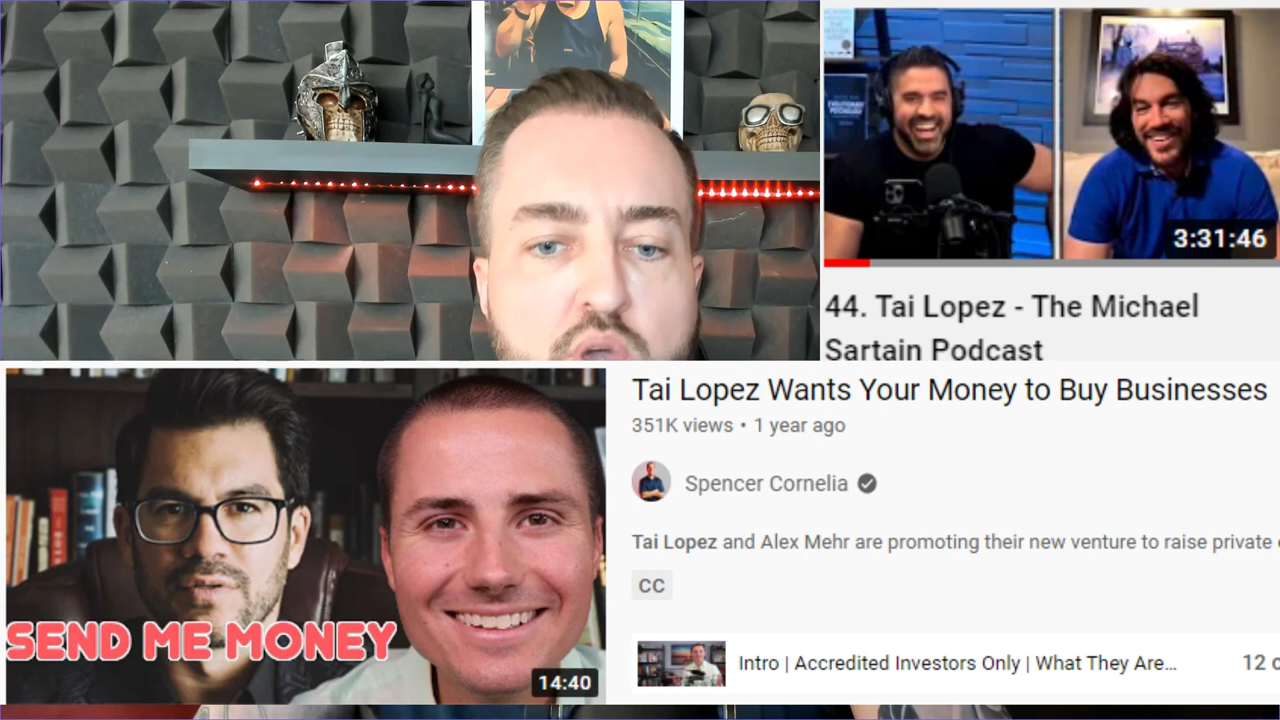 3:31:46
44. Tai Lopez - The Michael
Sartain Podcast
SEND ME MONEY
14:40
Tai Lopez Wants Your Money to Buy Businesses
351K views • 1 year ago
Spencer Cornelia
Tai Lopez and Alex Mehr are promoting their new venture to raise private
CC
Intro | Accredited Investors Only | What They Are...
12